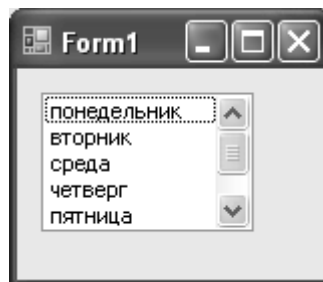 Form1
понедельник
вторник
среда
четверг
пятница